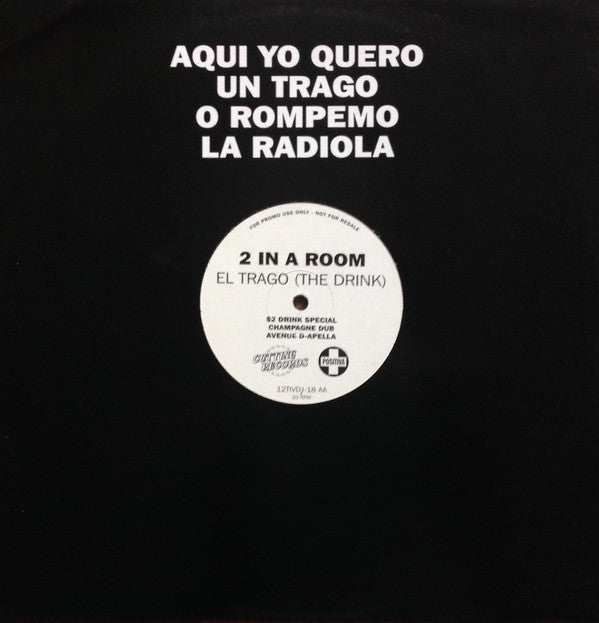 AQUI YO QUERO
UN TRAGO
O ROMPEMO
LA RADIOLA
FOR PROMO USE ONLY - NOT FOR RESALE
2 IN A ROOM
EL TRAGO (THE DRINK)
$2 DRINK SPECIAL
CHAMPAGNE DUB
AVENUE D-APELLA
CUTTING
RECORDS
POSITIVA
12TIVDJ-18 AA